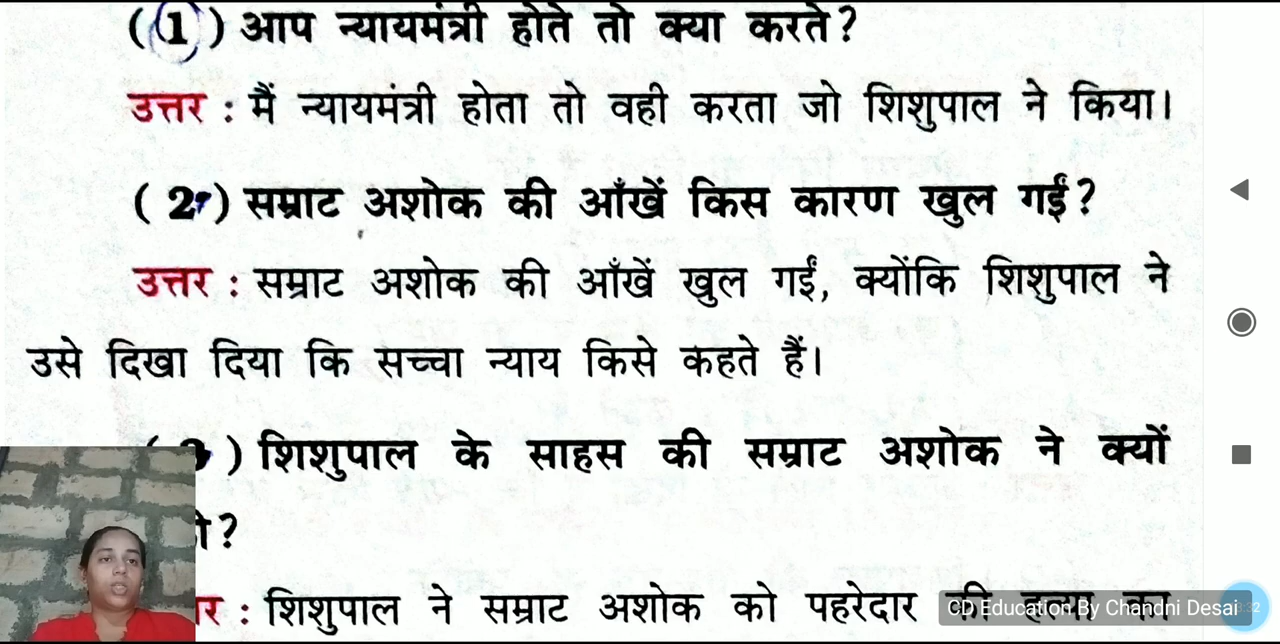 (1) आप न्यायमंत्री होते तो क्या करते?
उत्तर : मैं न्यायमंत्री होता तो वही करता जो शिशुपाल ने किया।
(2) सम्राट अशोक की आँखें किस कारण खुल गईं?
उत्तर : सम्राट अशोक की आँखें खुल गईं, क्योंकि शिशुपाल ने
उसे दिखा दिया कि सच्चा न्याय किसे कहते हैं।
) शिशुपाल के साहस की सम्राट अशोक ने क्यों
?
: शिशुपाल ने सम्राट अशोक को पहरेदार की हत्या का
CD Education By Chandni Desai